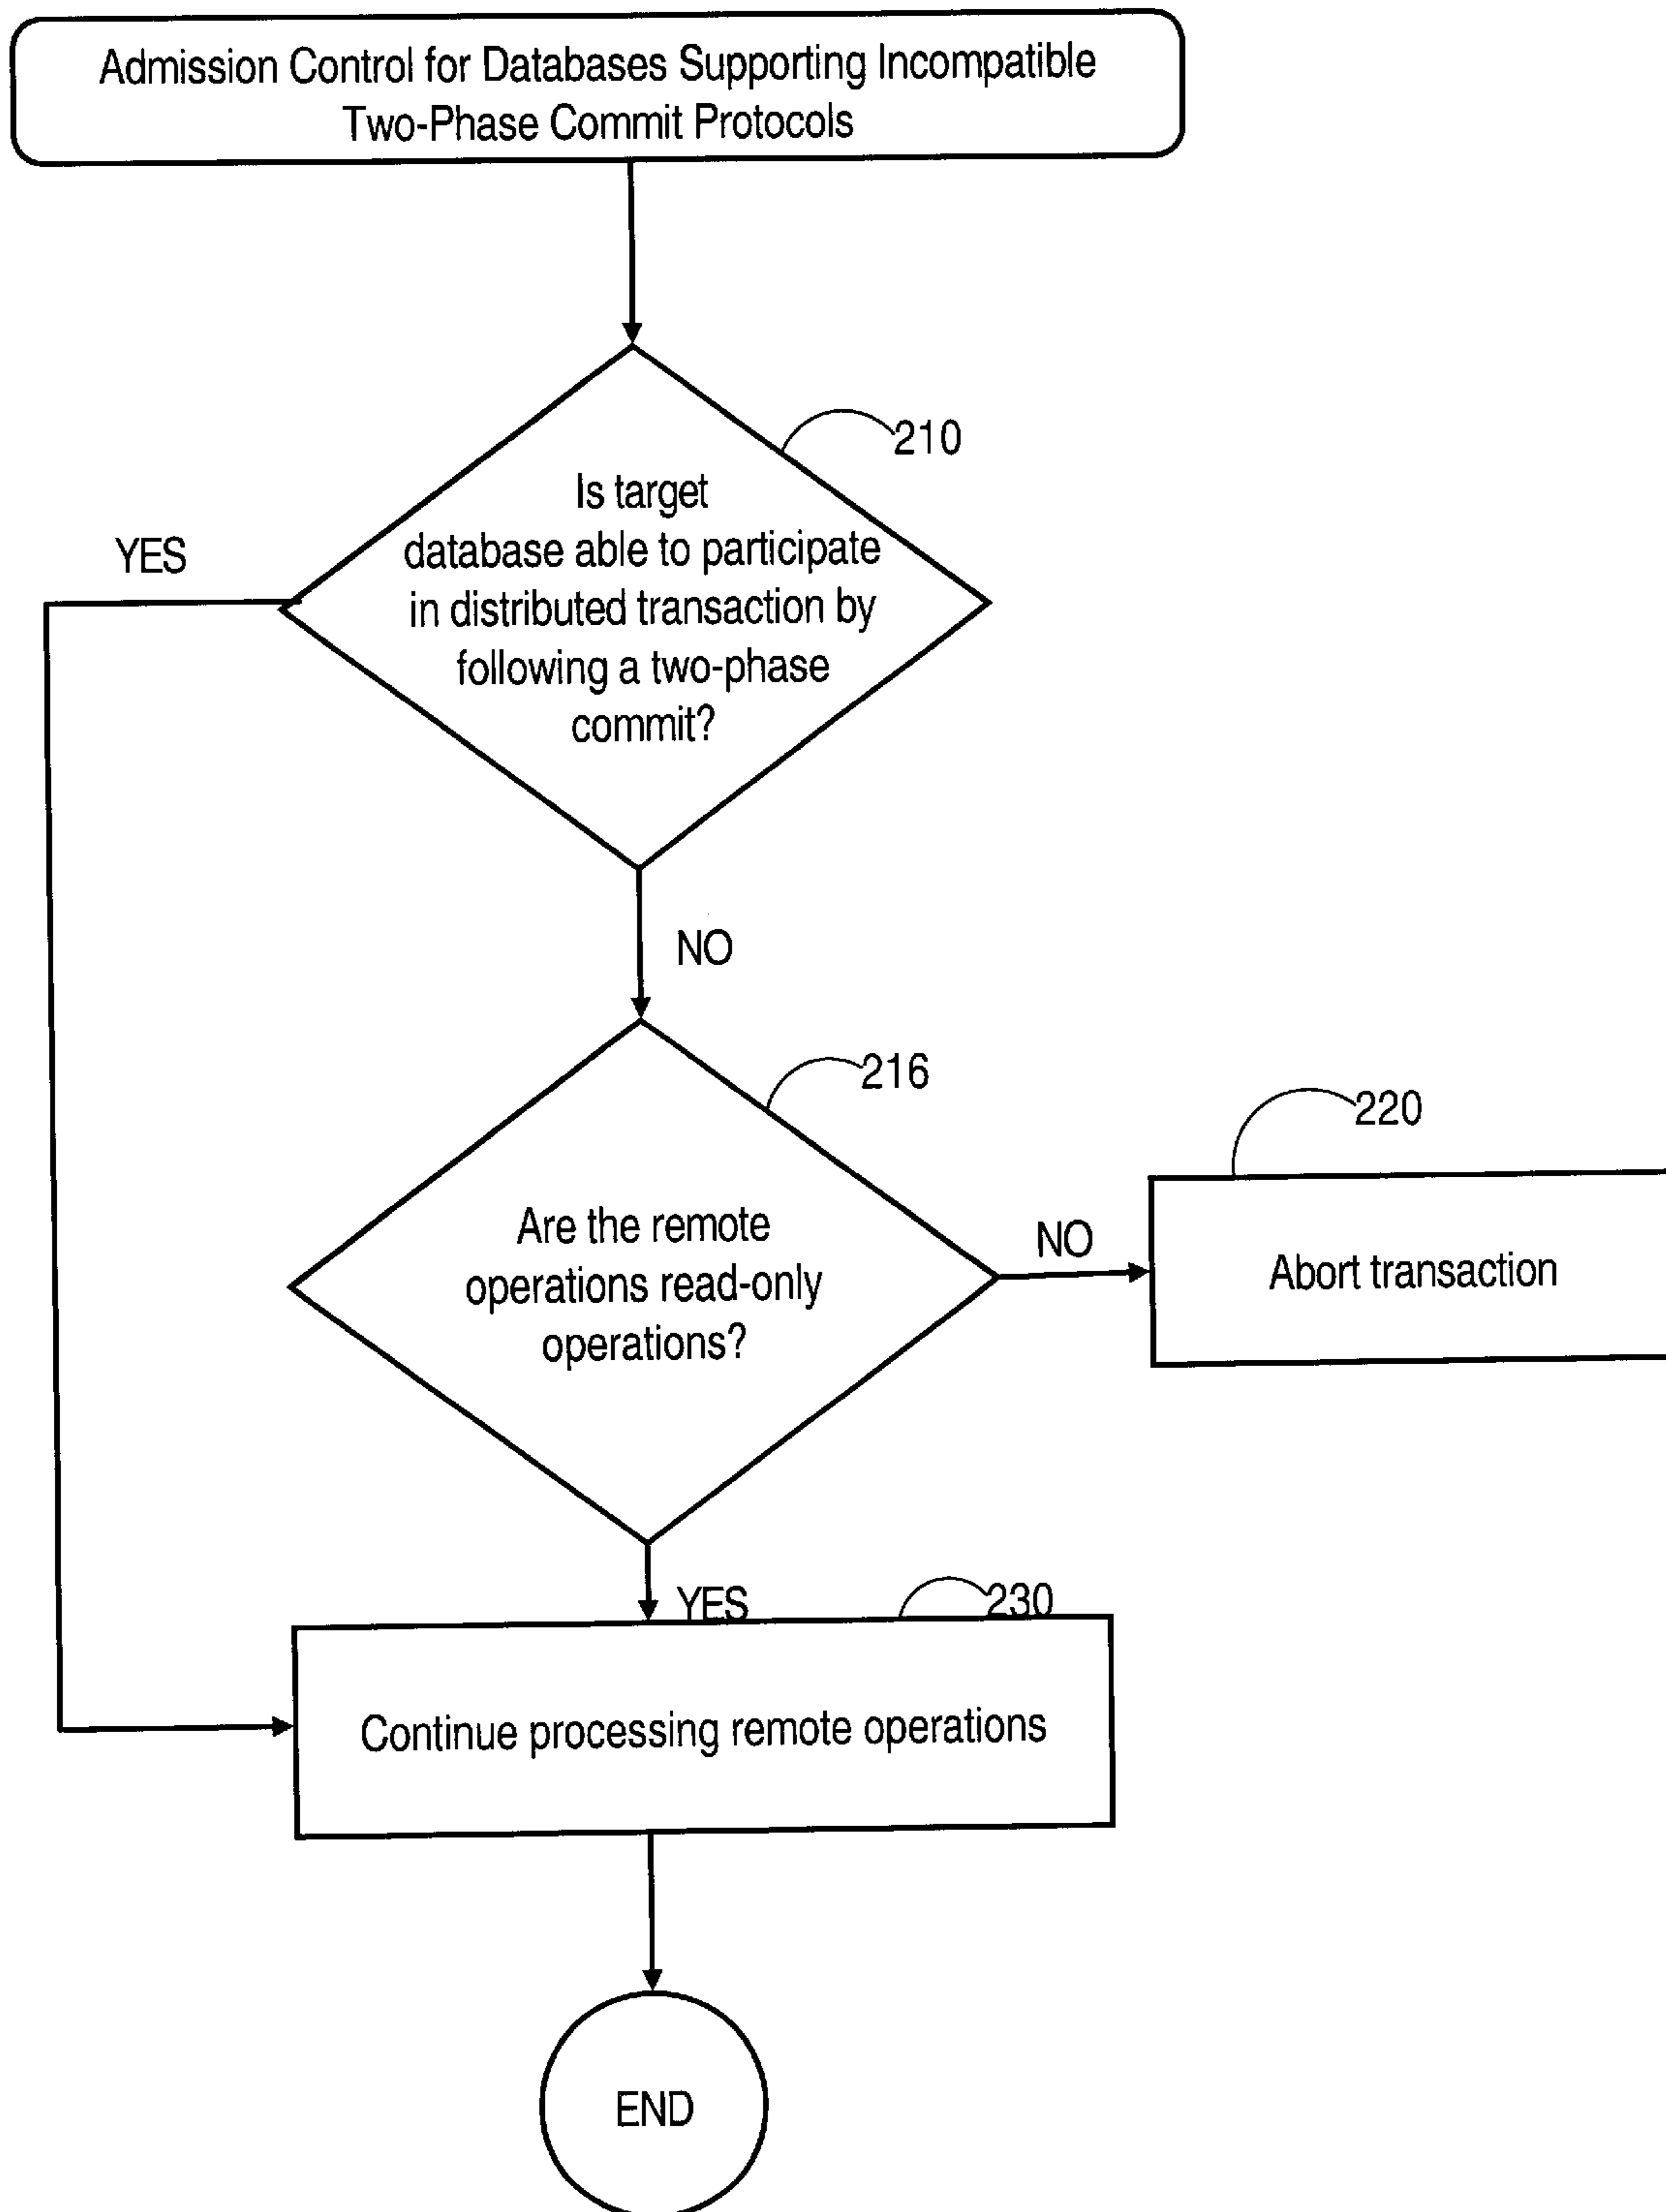 Admission Control for Databases Supporting Incompatible
Two-Phase Commit Protocols
210
Is target
database able to participate
in distributed transaction by
following a two-phase
commit?
YES
NO
216
Are the remote
operations read-only
operations?
NO
220
Abort transaction
YES
230
Continue processing remote operations
END